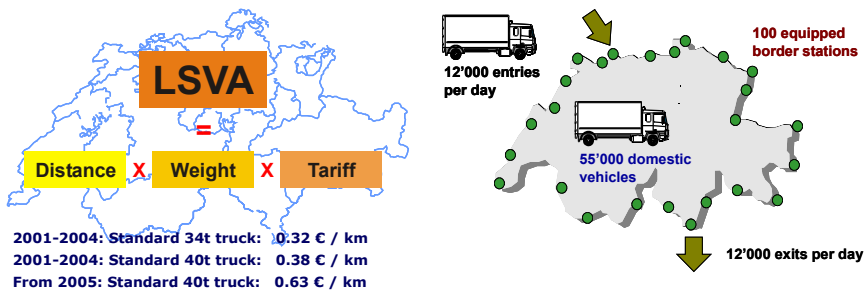 LSVA
=
Distance X Weight X Tariff
2001-2004: Standard 34t truck: 0.32 € / km
2001-2004: Standard 40t truck: 0.38 € / km
From 2005: Standard 40t truck: 0.63 € / km
12’000 entries
per day
100 equipped
border stations
55’000 domestic
vehicles
12’000 exits per day